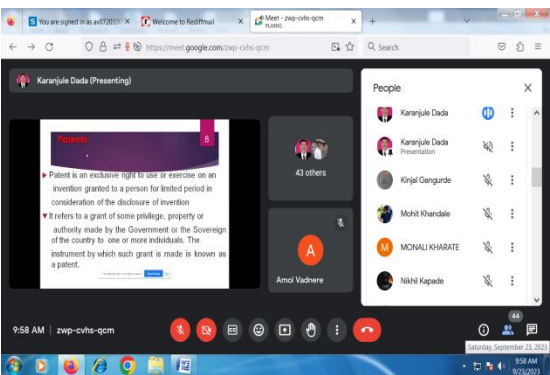 You are signed in as av0720100
Welcome to Rediffmail
Meet - zwp-cvhs-qcm
PLAYING
https://meet.google.com/zwp-cvhs-qcm
Search
Karanjule Dada (Presenting)
Patents
8
Patent is an exclusive right to use or exercise on an
invention granted to a person for limited period in
consideration of the disclosure of invention
It refers to a grant of some privilege, property or
authority made by the Government or the Sovereign
of the country to one or more individuals. The
instrument by which such grant is made is known as
a patent.
43 others
A
Amol Vadnere
People
Karanjule Dada
Karanjule Dada
Presentation
Kinjal Gangurde
Mohit Khandale
M
MONALI KHARATE
Nikhil Kapade
9:58 AM | zwp-cvhs-qcm
44
Saturday, September 23, 2023
9:58 AM
9/23/2023